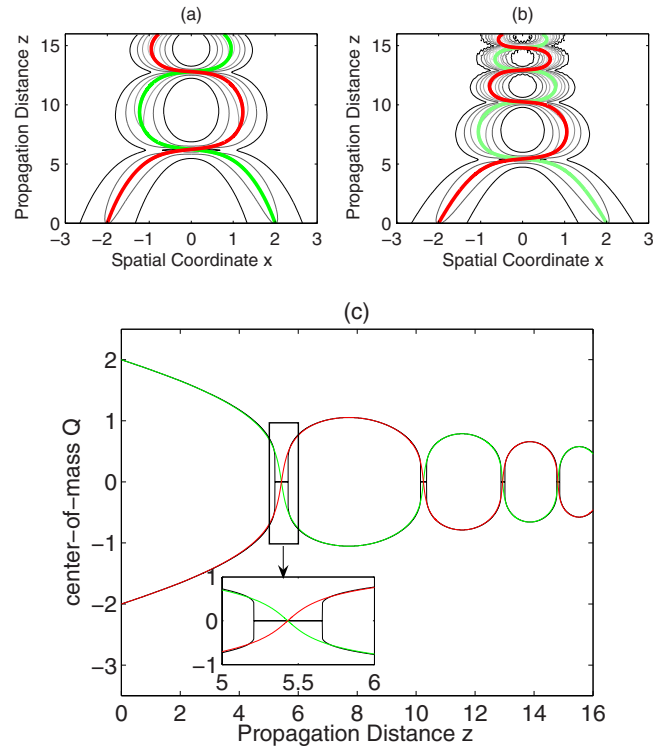 (a)
(b)
Propagation Distance z
15
10
5
0
−3 −2 −1 0 1 2 3
Spatial Coordinate x
Propagation Distance z
15
10
5
0
−3 −2 −1 0 1 2 3
Spatial Coordinate x
(c)
center−of−mass Q
2
1
0
−1
−2
−3
1
0
−1
5 5.5 6
0 2 4 6 8 10 12 14 16
Propagation Distance z